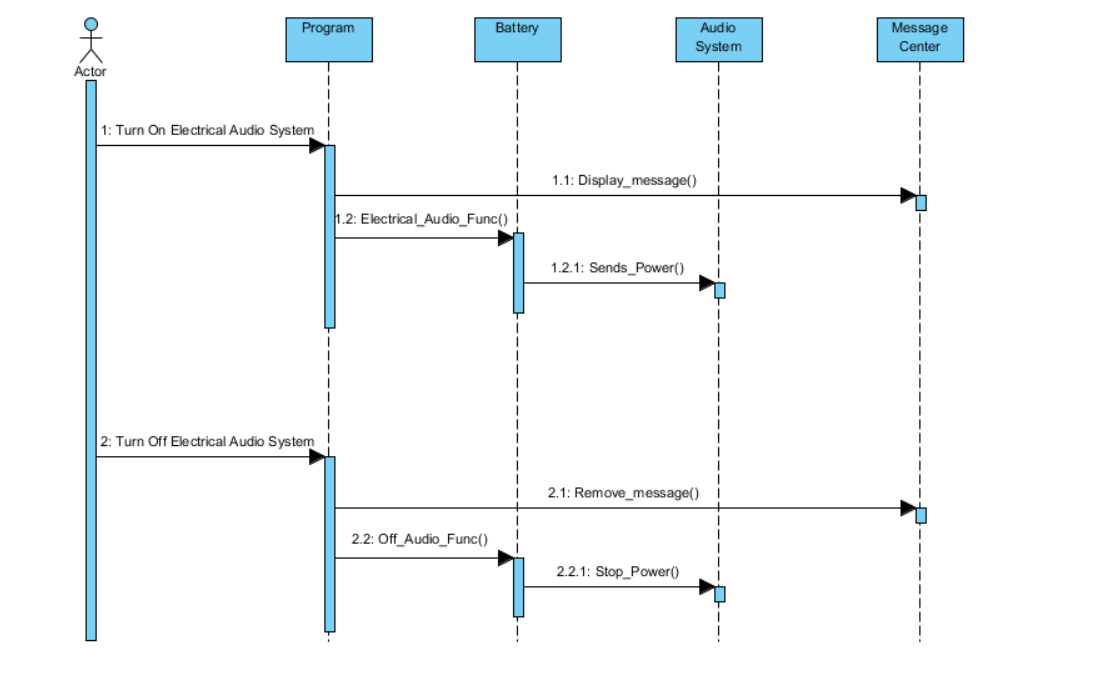 Actor
Program
Battery
Audio
System
Message
Center
1: Turn On Electrical Audio System
1.1: Display_message()
1.2: Electrical_Audio_Func()
1.2.1: Sends_Power()
2: Turn Off Electrical Audio System
2.1: Remove_message()
2.2: Off_Audio_Func()
2.2.1: Stop_Power()